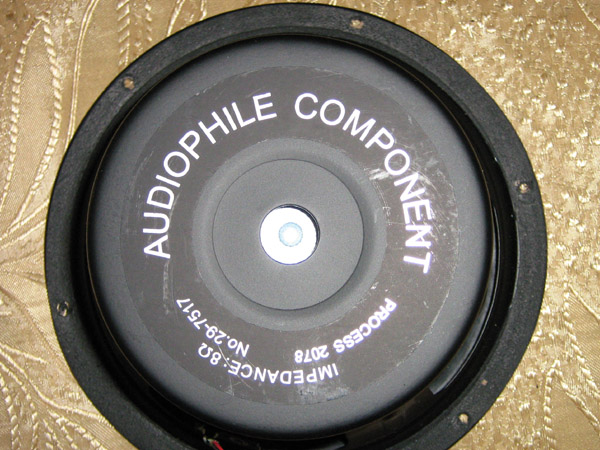 AUDIOPHILE COMPONENT
PROCESS 2078
No.29-7517
IMPEDANCE: 8Ω